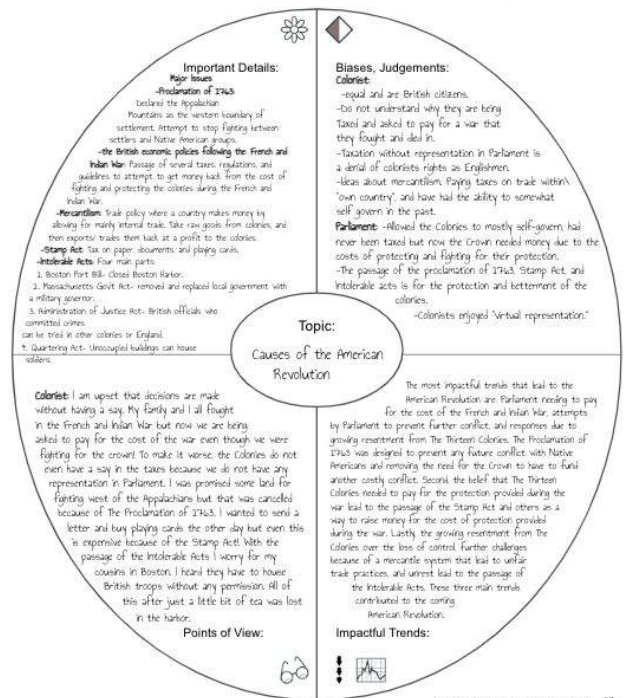 Important Details:
Major Issues
-Proclamation of 1763
Declared the Appalachian
Mountains as the western boundary of
settlement. Attempt to stop fighting between
settlers and Native American groups.
-the British economic policies following the French and
Indian War: Passage of several taxes, regulations, and
guidelines to attempt to get money back from the cost of
fighting and protecting the colonies during the French and
Indian War.
-Mercantilism: Trade policy where a country makes money by
allowing for mainly internal trade. Take raw goods from colonies, and
then exports/ trades them back at a profit to the colonies.
-Stamp Act: Tax on paper, documents, and playing cards.
-Intolerable Acts: Four main parts:
1. Boston Port Bill- Closed Boston Harbor.
2. Massachusetts Gov't Act- removed and replaced local government with
a military governor.
3. Administration of Justice Act- British officials who
committed crimes
can be tried in other colonies or England.
4. Quartering Act- Unoccupied buildings can house
soldiers.
Biases, Judgements:
Colonist:
-equal and are British citizens.
-Do not understand why they are being
Taxed and asked to pay for a war that
they fought and died in.
-Taxation without representation in Parliament is
a denial of colonists rights as Englishmen.
-Ideas about mercantilism. Paying taxes on trade within\
"own country", and have had the ability to somewhat
self govern in the past.
Parliament: -Allowed the Colonies to mostly self-govern, had
never been taxed but now the Crown needed money due to the
costs of protecting and fighting for their protection.
-The passage of the proclamation of 1763, Stamp Act, and
Intolerable acts is for the protection and betterment of the
colonies.
-Colonists enjoyed "virtual representation."
Topic:
Causes of the American
Revolution
Colonist: I am upset that decisions are made
without having a say. My family and I all fought
in the French and Indian War but now we are being
asked to pay for the cost of the war even though we were
fighting for the crown! To make it worse, the Colonies do not
even have a say in the taxes because we do not have any
representation in Parliament. I was promised some land for
fighting west of the Appalachians but that was cancelled
because of The Proclamation of 1763. I wanted to send a
letter and buy playing cards the other day but even this
is expensive because of the Stamp Act! With the
passage of the Intolerable Acts I worry for my
cousins in Boston. I heard they have to house
British troops without any permission. All of
this after just a little bit of tea was lost
in the harbor.
Points of View:
The most impactful trends that lead to the
American Revolution are Parliament needing to pay
for the cost of the French and Indian War, attempts
by Parliament to prevent further conflict, and responses due to
growing resentment from The Thirteen Colonies. The Proclamation of
1763 was designed to prevent any future conflict with Native
Americans and removing the need for the Crown to have to fund
another costly conflict. Second, the belief that The Thirteen
Colonies needed to pay for the protection provided during the
war lead to the passage of the Stamp Act and others as a
way to raise money for the cost of protection provided
during the war. Lastly, the growing resentment from The
Colonies over the loss of control, further challenges
because of a mercantile system that lead to unfair
trade practices, and unrest lead to the passage of
the Intolerable Acts. These three main trends
contributed to the coming
American Revolution.
Impactful Trends: